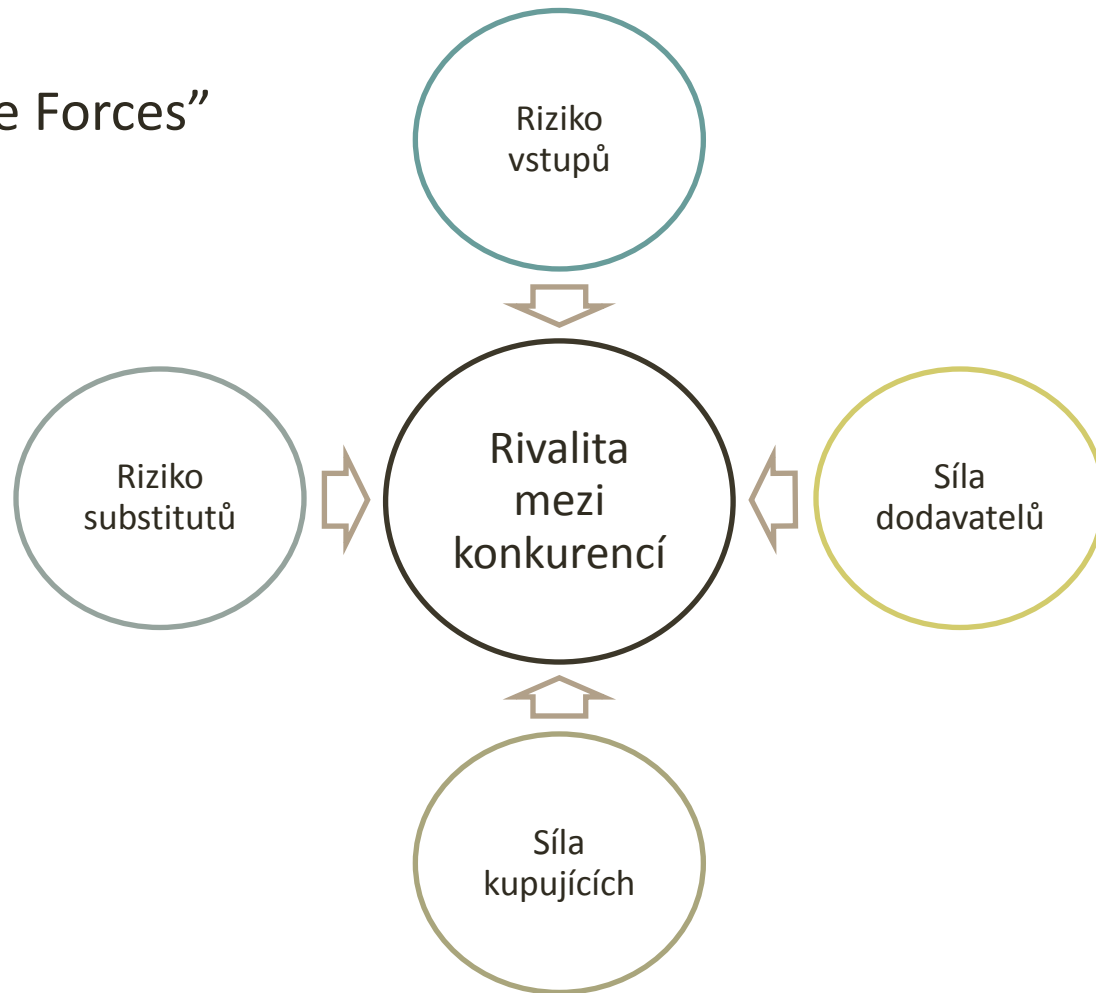 e Forces”
Riziko
vstupů
Riziko
substitutů
Rivalita
mezi
konkurencí
Síla
dodavatelů
Síla
kupujících